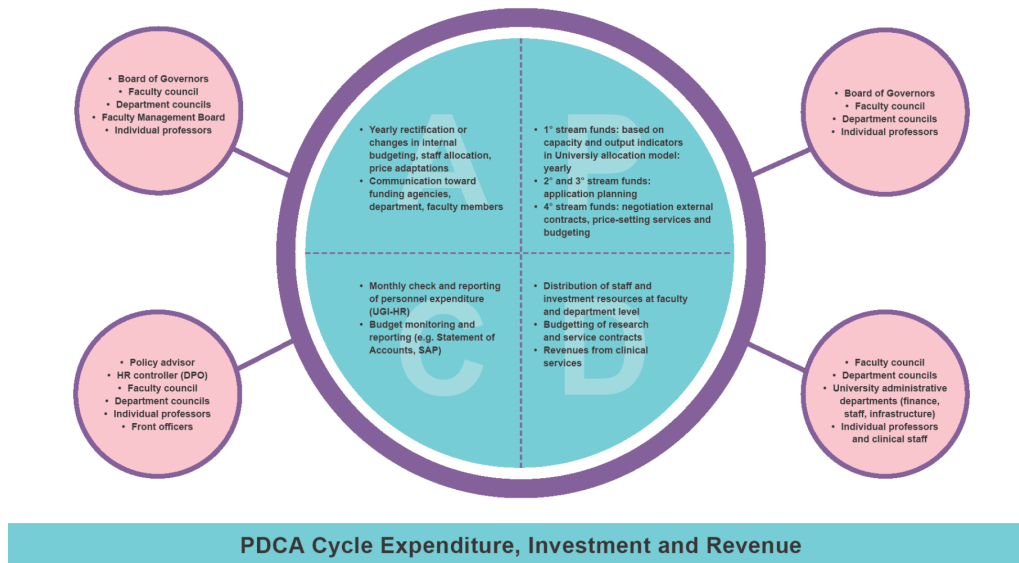 • Board of Governors
• Faculty council
• Department councils
• Faculty Management Board
• Individual professors
A
• Yearly rectification or
changes in internal
budgeting, staff allocation,
price adaptations
• Communication toward
funding agencies,
department, faculty members
P
• 1° stream funds: based on
capacity and output indicators
in Universiy allocation model:
yearly
• 2° and 3° stream funds:
application planning
• 4° stream funds: negotiation external
contracts, price-setting services and
budgeting
• Board of Governors
• Faculty council
• Department councils
• Individual professors
• Policy advisor
• HR controller (DPO)
• Faculty council
• Department councils
• Individual professors
• Front officers
C
• Monthly check and reporting
of personnel expenditure
(UGI-HR)
• Budget monitoring and
reporting (e.g. Statement of
Accounts, SAP)
D
• Distribution of staff and
investment resources at faculty
and department level
• Budgetting of research
and service contracts
• Revenues from clinical
services
• Faculty council
• Department councils
• University administrative
departments (finance,
staff, infrastructure)
• Individual professors
and clinical staff
PDCA Cycle Expenditure, Investment and Revenue